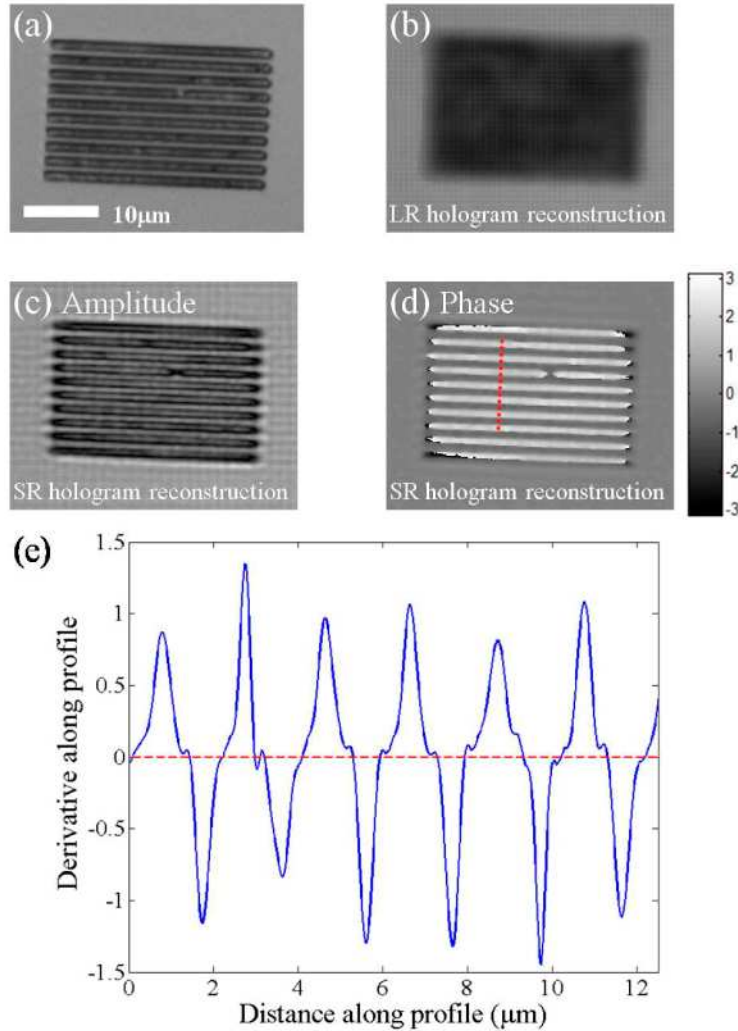 (a)
10μm
(b)
LR hologram reconstruction
(c) Amplitude
SR hologram reconstruction
(d) Phase
SR hologram reconstruction
3
2
1
0
-1
-2
-3
(e)
1.5
1
0.5
0
-0.5
-1
-1.5
Derivative along profile
0 2 4 6 8 10 12
Distance along profile (μm)